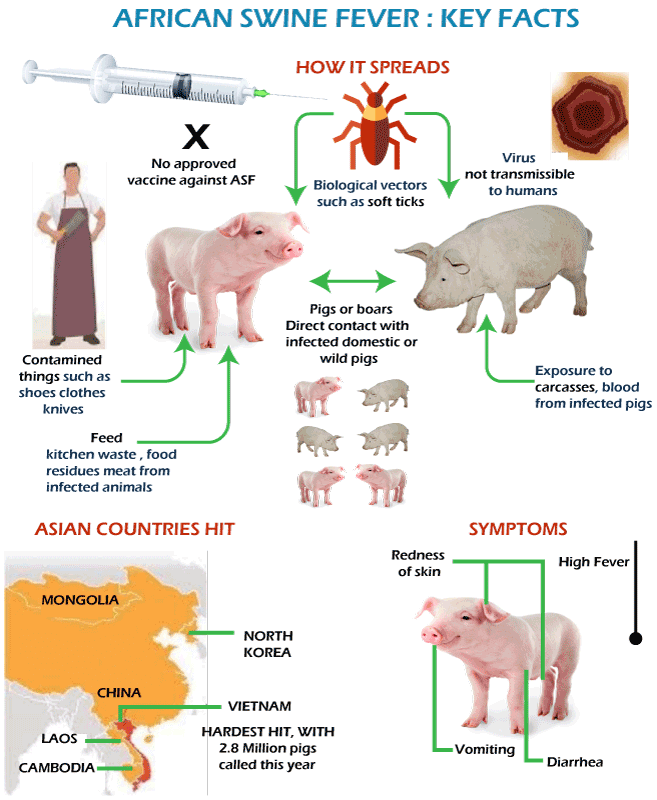 AFRICAN SWINE FEVER : KEY FACTS
HOW IT SPREADS
X
No approved
vaccine against ASF
Biological vectors
such as soft ticks
Virus
not transmissible
to humans
Pigs or boars
Direct contact with
infected domestic or
wild pigs
Contamined
things such as
shoes clothes
knives
Feed
kitchen waste , food
residues meat from
infected animals
Exposure to
carcasses, blood
from infected pigs
ASIAN COUNTRIES HIT
MONGOLIA
NORTH
KOREA
CHINA
VIETNAM
HARDEST HIT, WITH
2.8 Million pigs
called this year
LAOS
CAMBODIA
SYMPTOMS
Redness
of skin
High Fever
Vomiting
Diarrhea